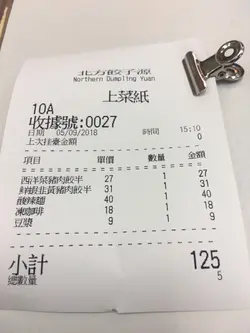 北方餃子源
Northern Dumpling Yuan
上菜紙
10A
收據號:0027
日期 05/09/2018 時間 15:10
上次挂臺金額 0
項目 單價 數量 金額
西洋菜豬肉餃半 27 1 27
鮮蝦韭黃豬肉餃半 31 1 31
酸辣麵 40 1 40
凍咖啡 18 1 18
豆漿 9 1 9
小計 125
總數量 5